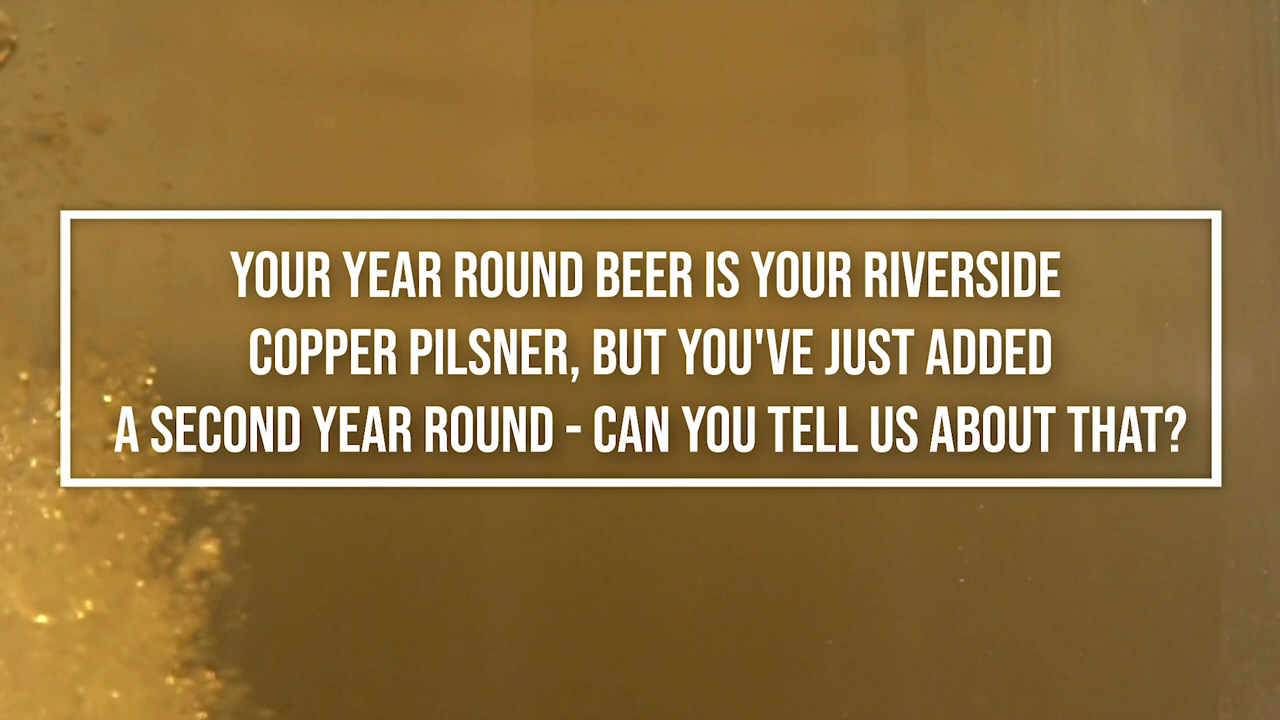 YOUR YEAR ROUND BEER IS YOUR RIVERSIDE
COPPER PILSNER, BUT YOU'VE JUST ADDED
A SECOND YEAR ROUND - CAN YOU TELL US ABOUT THAT?